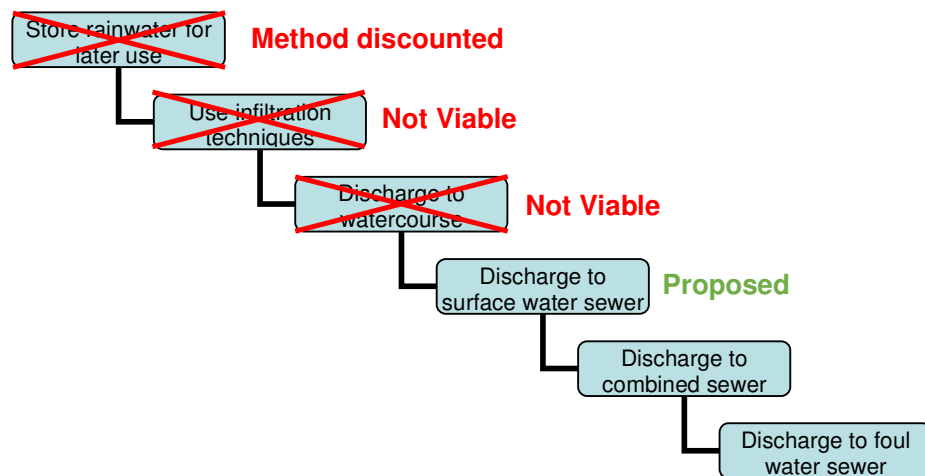 Store rainwater for
later use
Method discounted
Use infiltration
techniques
Not Viable
Discharge to
watercourse
Not Viable
Discharge to
surface water sewer
Proposed
Discharge to
combined sewer
Discharge to foul
water sewer